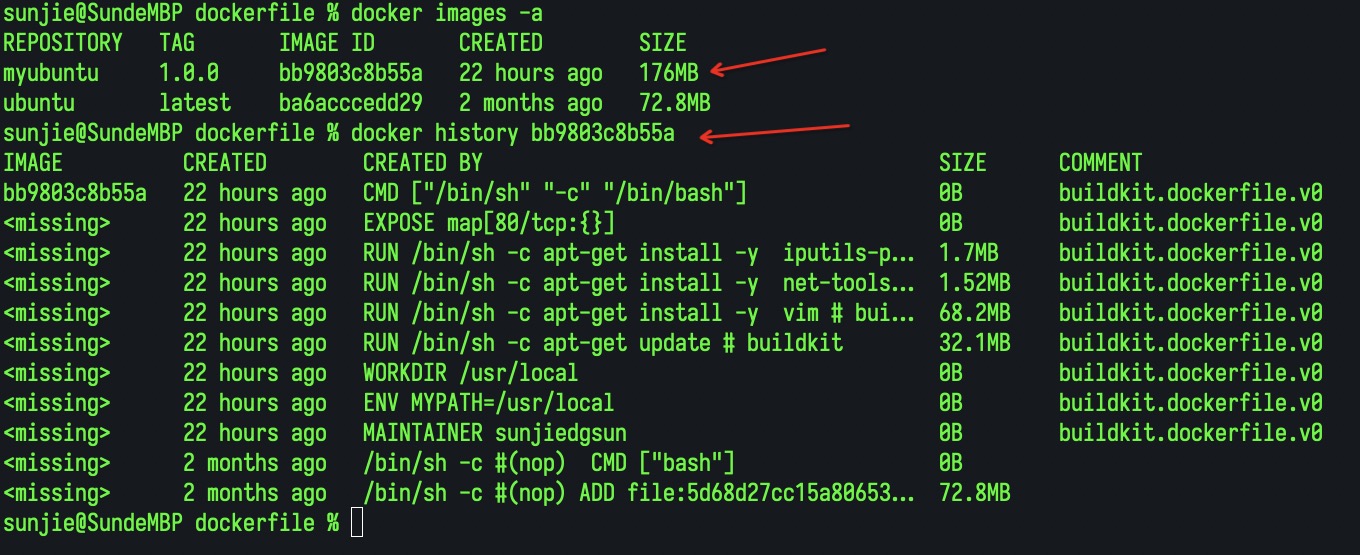 sunjie@SundeMBP dockerfile % docker images -a
REPOSITORY   TAG       IMAGE ID       CREATED        SIZE
myubuntu     1.0.0     bb9803c8b55a   22 hours ago   176MB
ubuntu       latest    ba6acccedd29   2 months ago   72.8MB
sunjie@SundeMBP dockerfile % docker history bb9803c8b55a
IMAGE          CREATED        CREATED BY                                      SIZE      COMMENT
bb9803c8b55a   22 hours ago   CMD ["/bin/sh" "-c" "/bin/bash"]                0B        buildkit.dockerfile.v0
<missing>      22 hours ago   EXPOSE map[80/tcp:{}]                           0B        buildkit.dockerfile.v0
<missing>      22 hours ago   RUN /bin/sh -c apt-get install -y  iputils-p...   1.7MB     buildkit.dockerfile.v0
<missing>      22 hours ago   RUN /bin/sh -c apt-get install -y  net-tools...   1.52MB    buildkit.dockerfile.v0
<missing>      22 hours ago   RUN /bin/sh -c apt-get install -y  vim # bui...   68.2MB    buildkit.dockerfile.v0
<missing>      22 hours ago   RUN /bin/sh -c apt-get update # buildkit        32.1MB    buildkit.dockerfile.v0
<missing>      22 hours ago   WORKDIR /usr/local                              0B        buildkit.dockerfile.v0
<missing>      22 hours ago   ENV MYPATH=/usr/local                           0B        buildkit.dockerfile.v0
<missing>      22 hours ago   MAINTAINER sunjiedgsun                          0B        buildkit.dockerfile.v0
<missing>      2 months ago   /bin/sh -c #(nop)  CMD ["bash"]                 0B
<missing>      2 months ago   /bin/sh -c #(nop) ADD file:5d68d27cc15a80653...   72.8MB
sunjie@SundeMBP dockerfile %